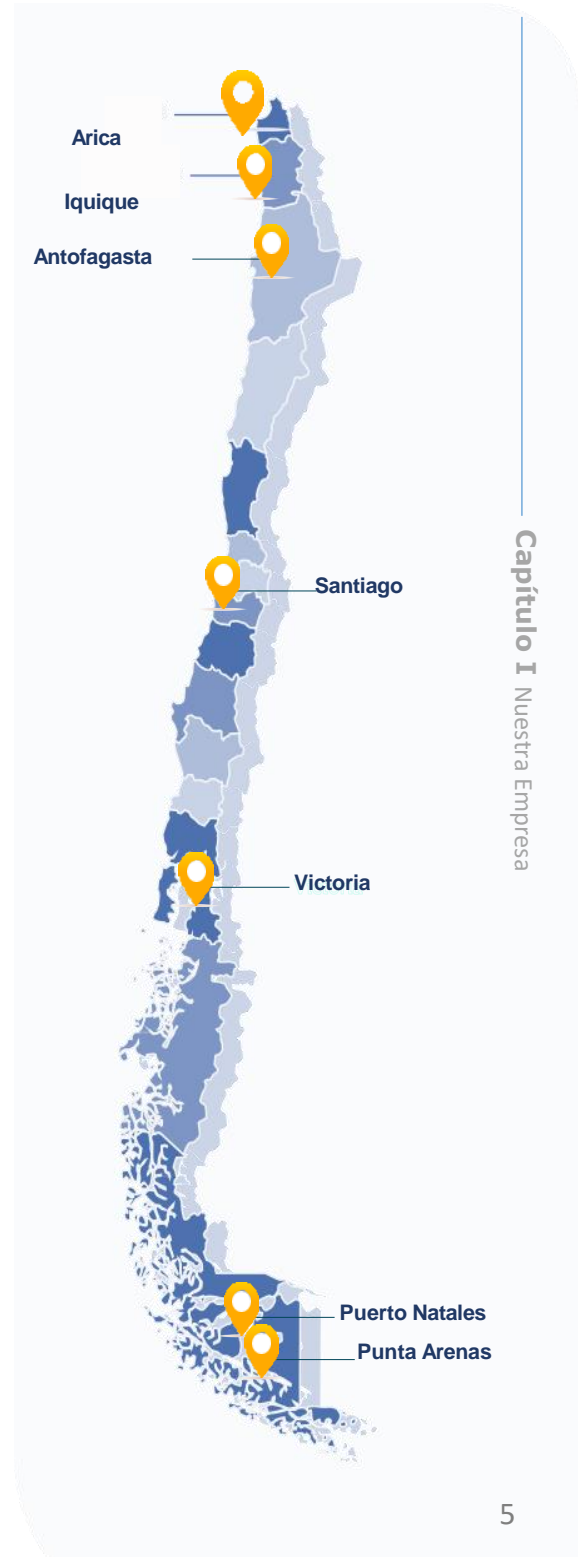 Arica
Iquique
Antofagasta
Santiago
Capítulo I Nuestra Empresa
Victoria
Puerto Natales
Punta Arenas
5